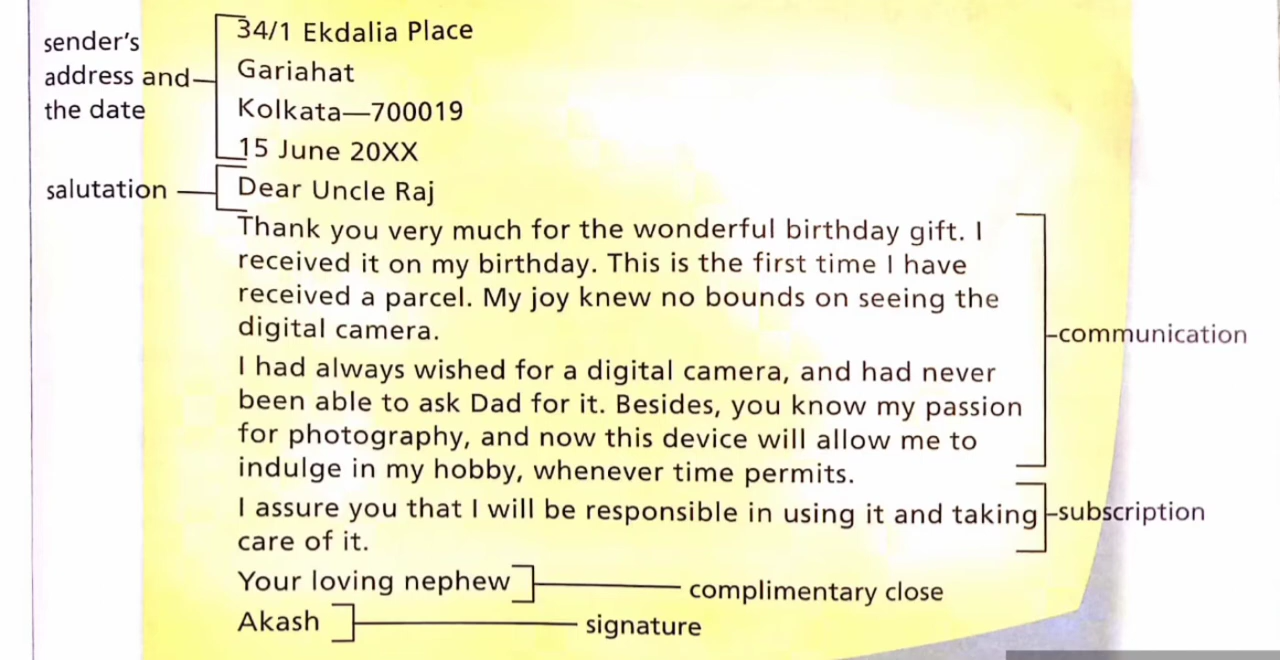 sender's
address and
the date
34/1 Ekdalia Place
Gariahat
Kolkata—700019
15 June 20XX
salutation
Dear Uncle Raj
Thank you very much for the wonderful birthday gift. I
received it on my birthday. This is the first time I have
received a parcel. My joy knew no bounds on seeing the
digital camera.
I had always wished for a digital camera, and had never
been able to ask Dad for it. Besides, you know my passion
for photography, and now this device will allow me to
indulge in my hobby, whenever time permits.
communication
I assure you that I will be responsible in using it and taking
care of it.
subscription
Your loving nephew
complimentary close
Akash
signature